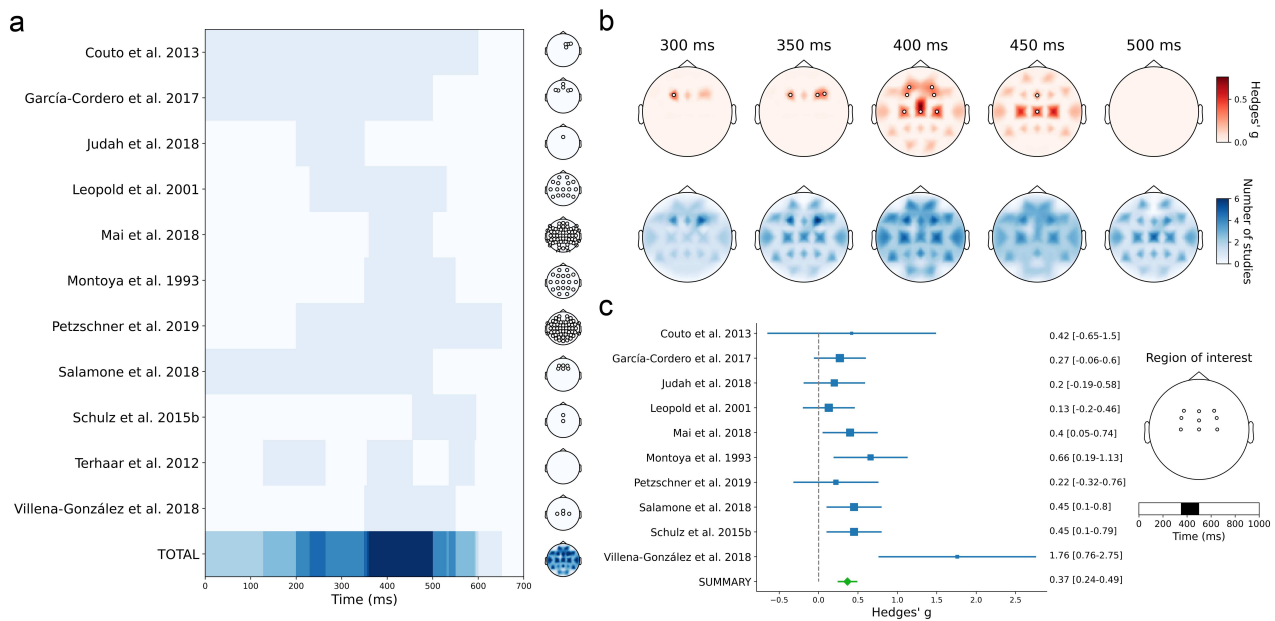 a
Couto et al. 2013
García-Cordero et al. 2017
Judah et al. 2018
Leopold et al. 2001
Mai et al. 2018
Montoya et al. 1993
Petzschner et al. 2019
Salamone et al. 2018
Schulz et al. 2015b
Terhaar et al. 2012
Villena-González et al. 2018
TOTAL
0 100 200 300 400 500 600 700
Time (ms)
b
300 ms 350 ms 400 ms 450 ms 500 ms
0.5
0.0
Hedges' g
6
4
2
0
Number of studies
c
Couto et al. 2013 0.42 [-0.65-1.5]
García-Cordero et al. 2017 0.27 [-0.06-0.6]
Judah et al. 2018 0.2 [-0.19-0.58]
Leopold et al. 2001 0.13 [-0.2-0.46]
Mai et al. 2018 0.4 [0.05-0.74]
Montoya et al. 1993 0.66 [0.19-1.13]
Petzschner et al. 2019 0.22 [-0.32-0.76]
Salamone et al. 2018 0.45 [0.1-0.8]
Schulz et al. 2015b 0.45 [0.1-0.79]
Villena-González et al. 2018 1.76 [0.76-2.75]
SUMMARY 0.37 [0.24-0.49]
−0.5 0.0 0.5 1.0 1.5 2.0 2.5
Hedges' g
Region of interest
0 200 400 600 800 1000
Time (ms)